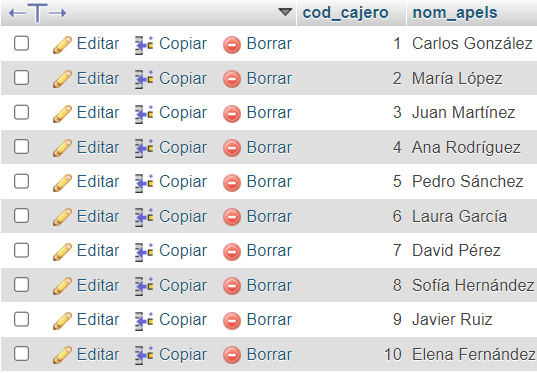 cod_cajero nom_apels
Editar Copiar Borrar 1 Carlos González
Editar Copiar Borrar 2 María López
Editar Copiar Borrar 3 Juan Martínez
Editar Copiar Borrar 4 Ana Rodríguez
Editar Copiar Borrar 5 Pedro Sánchez
Editar Copiar Borrar 6 Laura García
Editar Copiar Borrar 7 David Pérez
Editar Copiar Borrar 8 Sofía Hernández
Editar Copiar Borrar 9 Javier Ruiz
Editar Copiar Borrar 10 Elena Fernández